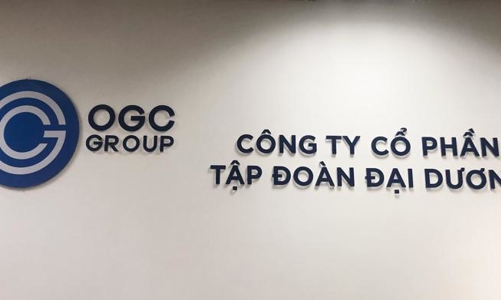 OGC
GROUP
CÔNG TY CỔ PHẦN
TẬP ĐOÀN ĐẠI DƯƠN